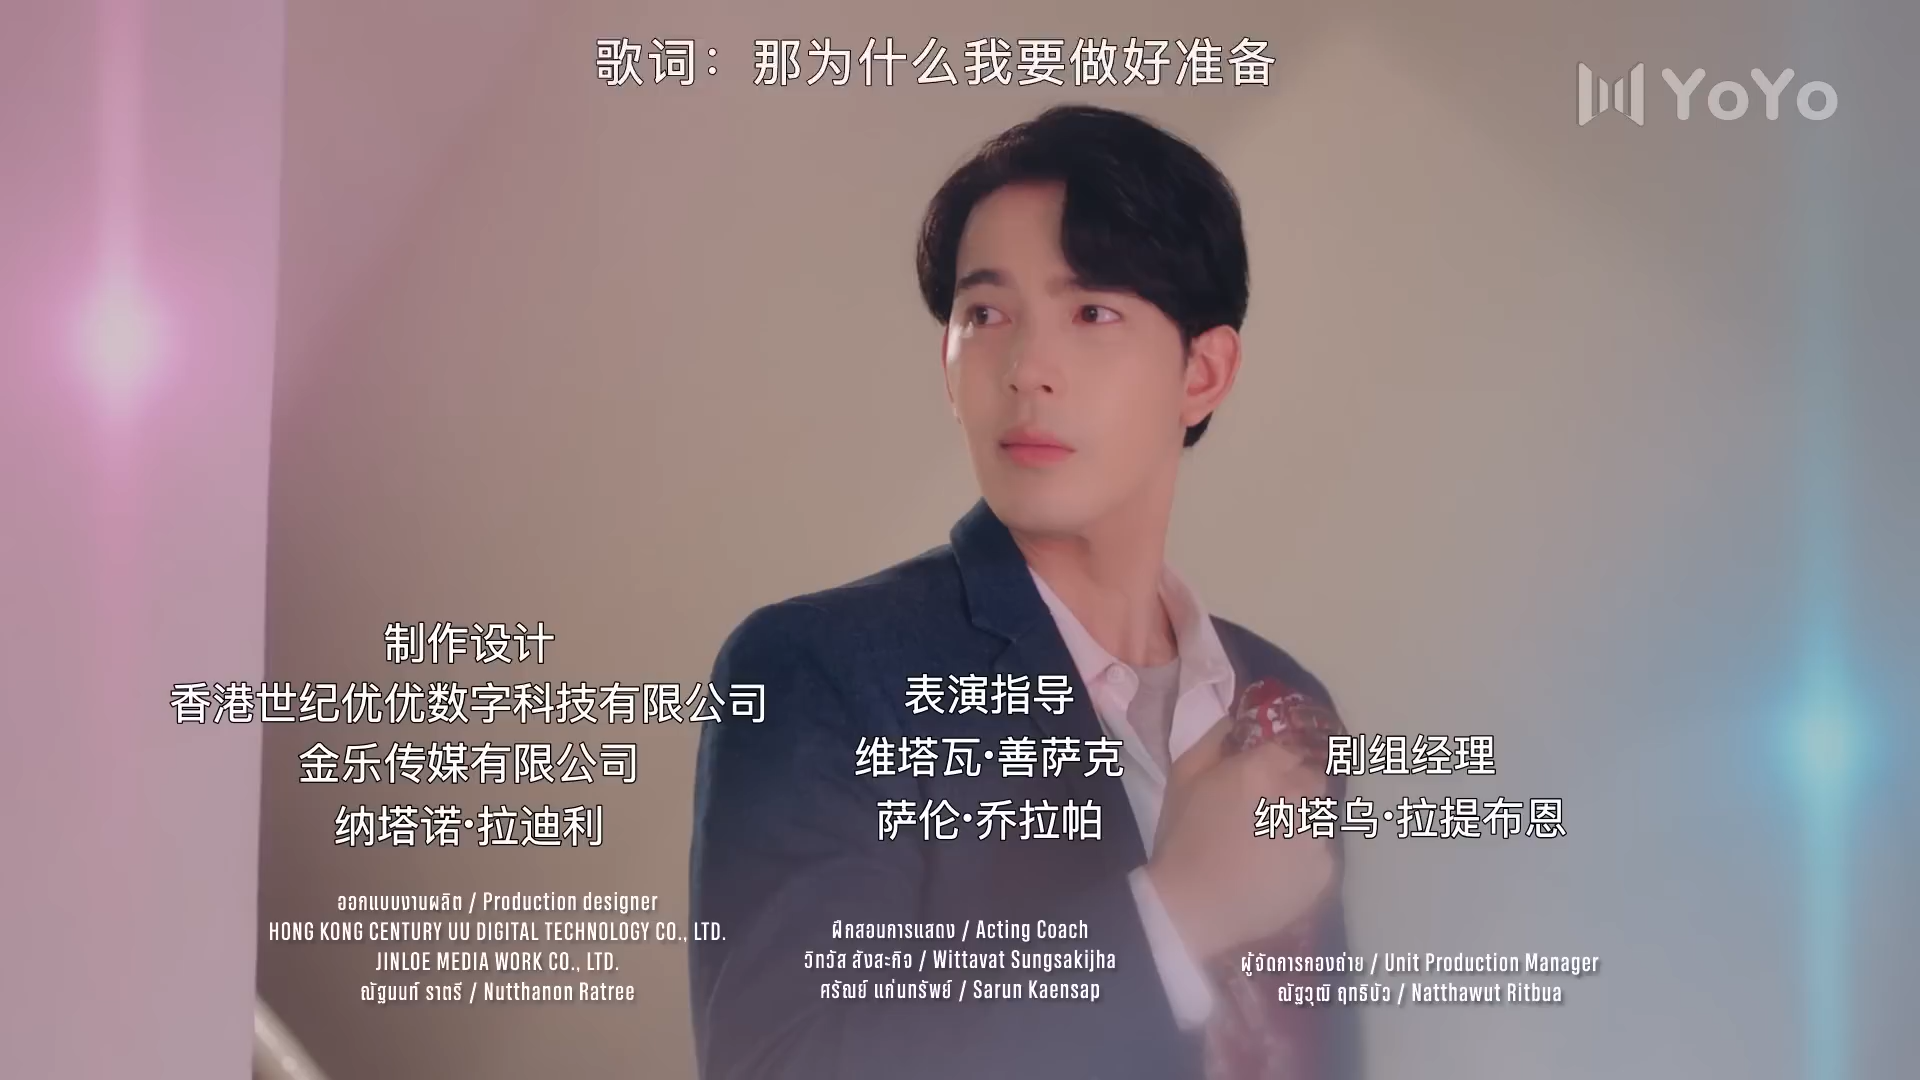 歌词：那为什么我要做好准备
YoYo
制作设计
香港世纪优优数字科技有限公司
金乐传媒有限公司
纳塔诺·拉迪利
表演指导
维塔瓦·善萨克
萨伦·乔拉帕
剧组经理
纳塔乌·拉提布恩
ออกแบบงานผลิต / Production designer
HONG KONG CENTURY UU DIGITAL TECHNOLOGY CO., LTD.
JINLOE MEDIA WORK CO., LTD.
ณัฐนนท์ ราตรี / Nutthanon Ratree
ฝึกสอนการแสดง / Acting Coach
วิทวัส สังสะกิจ / Wittavat Sungsakijha
ศรัณย์ แก่นทรัพย์ / Sarun Kaensap
ผู้จัดการกองถ่าย / Unit Production Manager
ณัฐวุฒิ ฤทธิบัว / Natthawut Ritbua